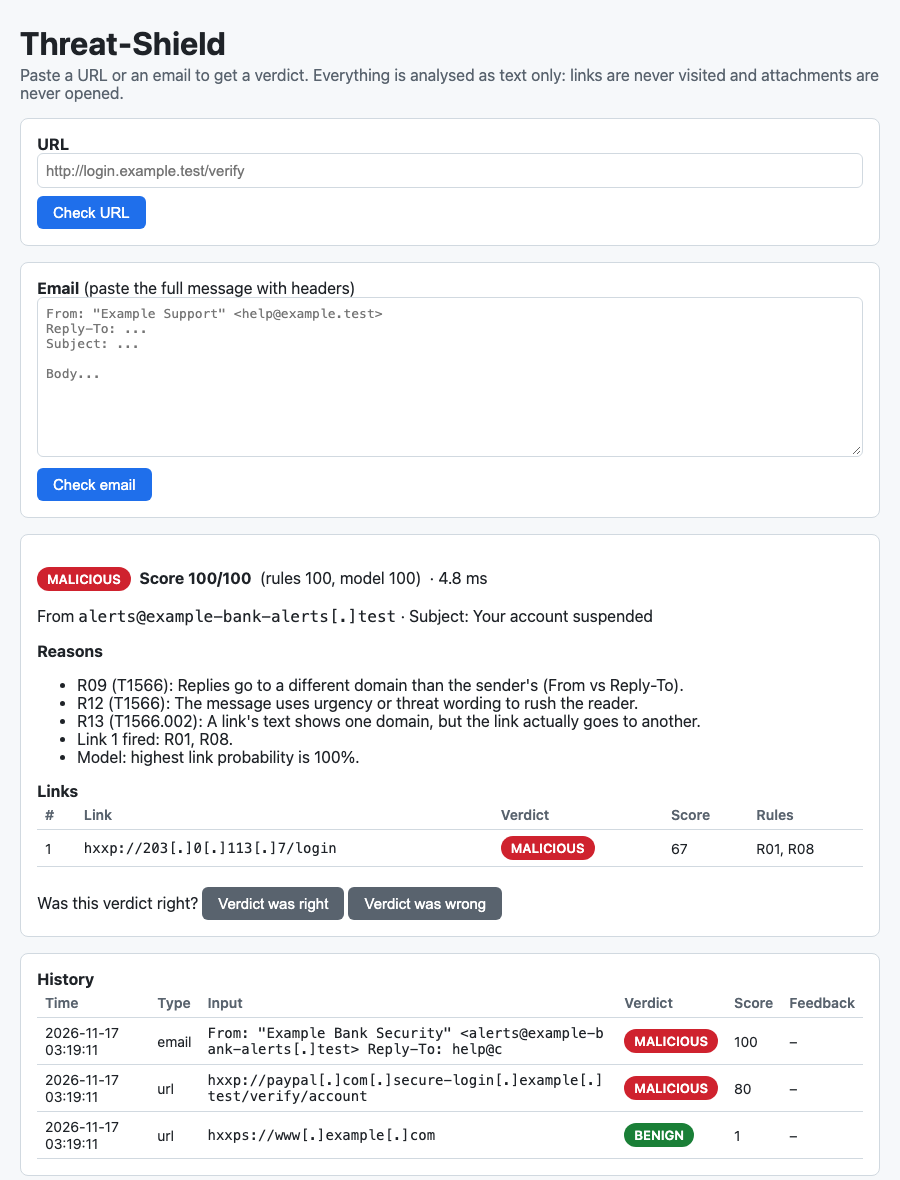 Threat-Shield
Paste a URL or an email to get a verdict. Everything is analysed as text only: links are never visited and attachments are
never opened.
URL
http://login.example.test/verify
Check URL
Email (paste the full message with headers)
From: "Example Support" <help@example.test>
Reply-To: ...
Subject: ...
Body...
Check email
MALICIOUS Score 100/100 (rules 100, model 100) · 4.8 ms
From alerts@example-bank-alerts[.]test · Subject: Your account suspended
Reasons
• R09 (T1566): Replies go to a different domain than the sender's (From vs Reply-To).
• R12 (T1566): The message uses urgency or threat wording to rush the reader.
• R13 (T1566.002): A link's text shows one domain, but the link actually goes to another.
• Link 1 fired: R01, R08.
• Model: highest link probability is 100%.
Links
# Link Verdict Score Rules
1 hxxp://203[.]0[.]113[.]7/login MALICIOUS 67 R01, R08
Was this verdict right? Verdict was right Verdict was wrong
History
Time Type Input Verdict Score Feedback
2026-11-17
03:19:11 email From: "Example Bank Security" <alerts@example-b
ank-alerts[.]test> Reply-To: help@c MALICIOUS 100 –
2026-11-17
03:19:11 url hxxp://paypal[.]com[.]secure-login[.]example[.]
test/verify/account MALICIOUS 80 –
2026-11-17
03:19:11 url hxxps://www[.]example[.]com BENIGN 1 –